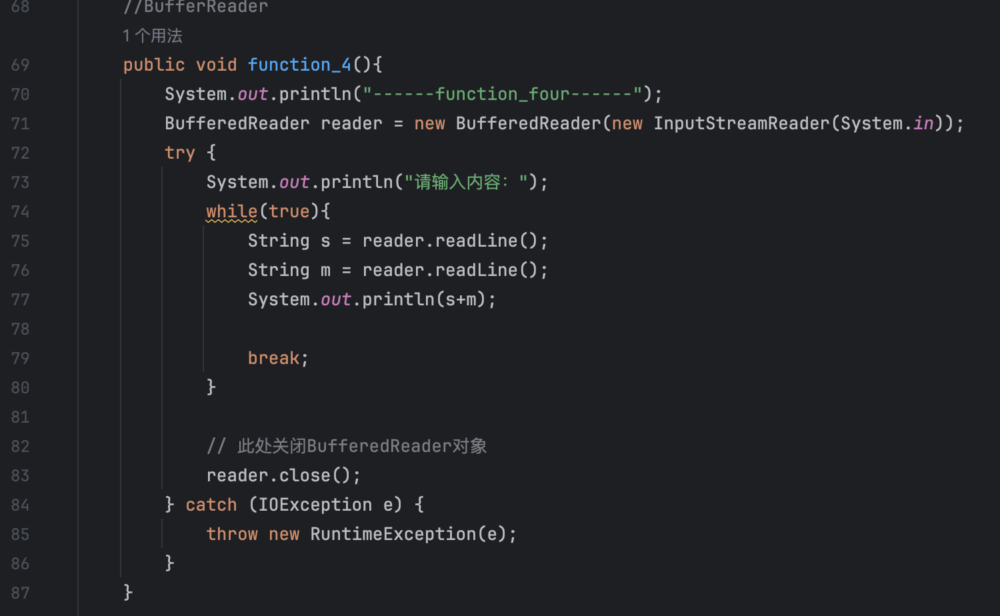 68 //BufferReader
1 个用法
69 public void function_4(){
70 System.out.println("------function_four------");
71 BufferedReader reader = new BufferedReader(new InputStreamReader(System.in));
72 try {
73 System.out.println("请输入内容：");
74 while(true){
75 String s = reader.readLine();
76 String m = reader.readLine();
77 System.out.println(s+m);
78
79 break;
80 }
81
82 // 此处关闭BufferedReader对象
83 reader.close();
84 } catch (IOException e) {
85 throw new RuntimeException(e);
86 }
87 }